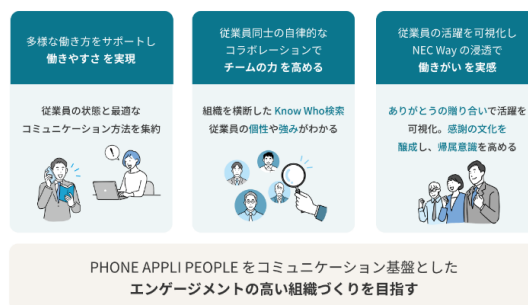 多様な働き方をサポートし
働きやすさ を実現
従業員の状態と最適な
コミュニケーション方法を集約
従業員同士の自律的な
コラボレーションで
チームの力 を高める
組織を横断した Know Who検索
従業員の個性や強みがわかる
従業員の活躍を可視化し
NEC Way の浸透で
働きがい を実感
ありがとうの贈り合いで活躍を
可視化。感謝の文化を
醸成し、帰属意識を高める
PHONE APPLI PEOPLE をコミュニケーション基盤とした
エンゲージメントの高い組織づくりを目指す